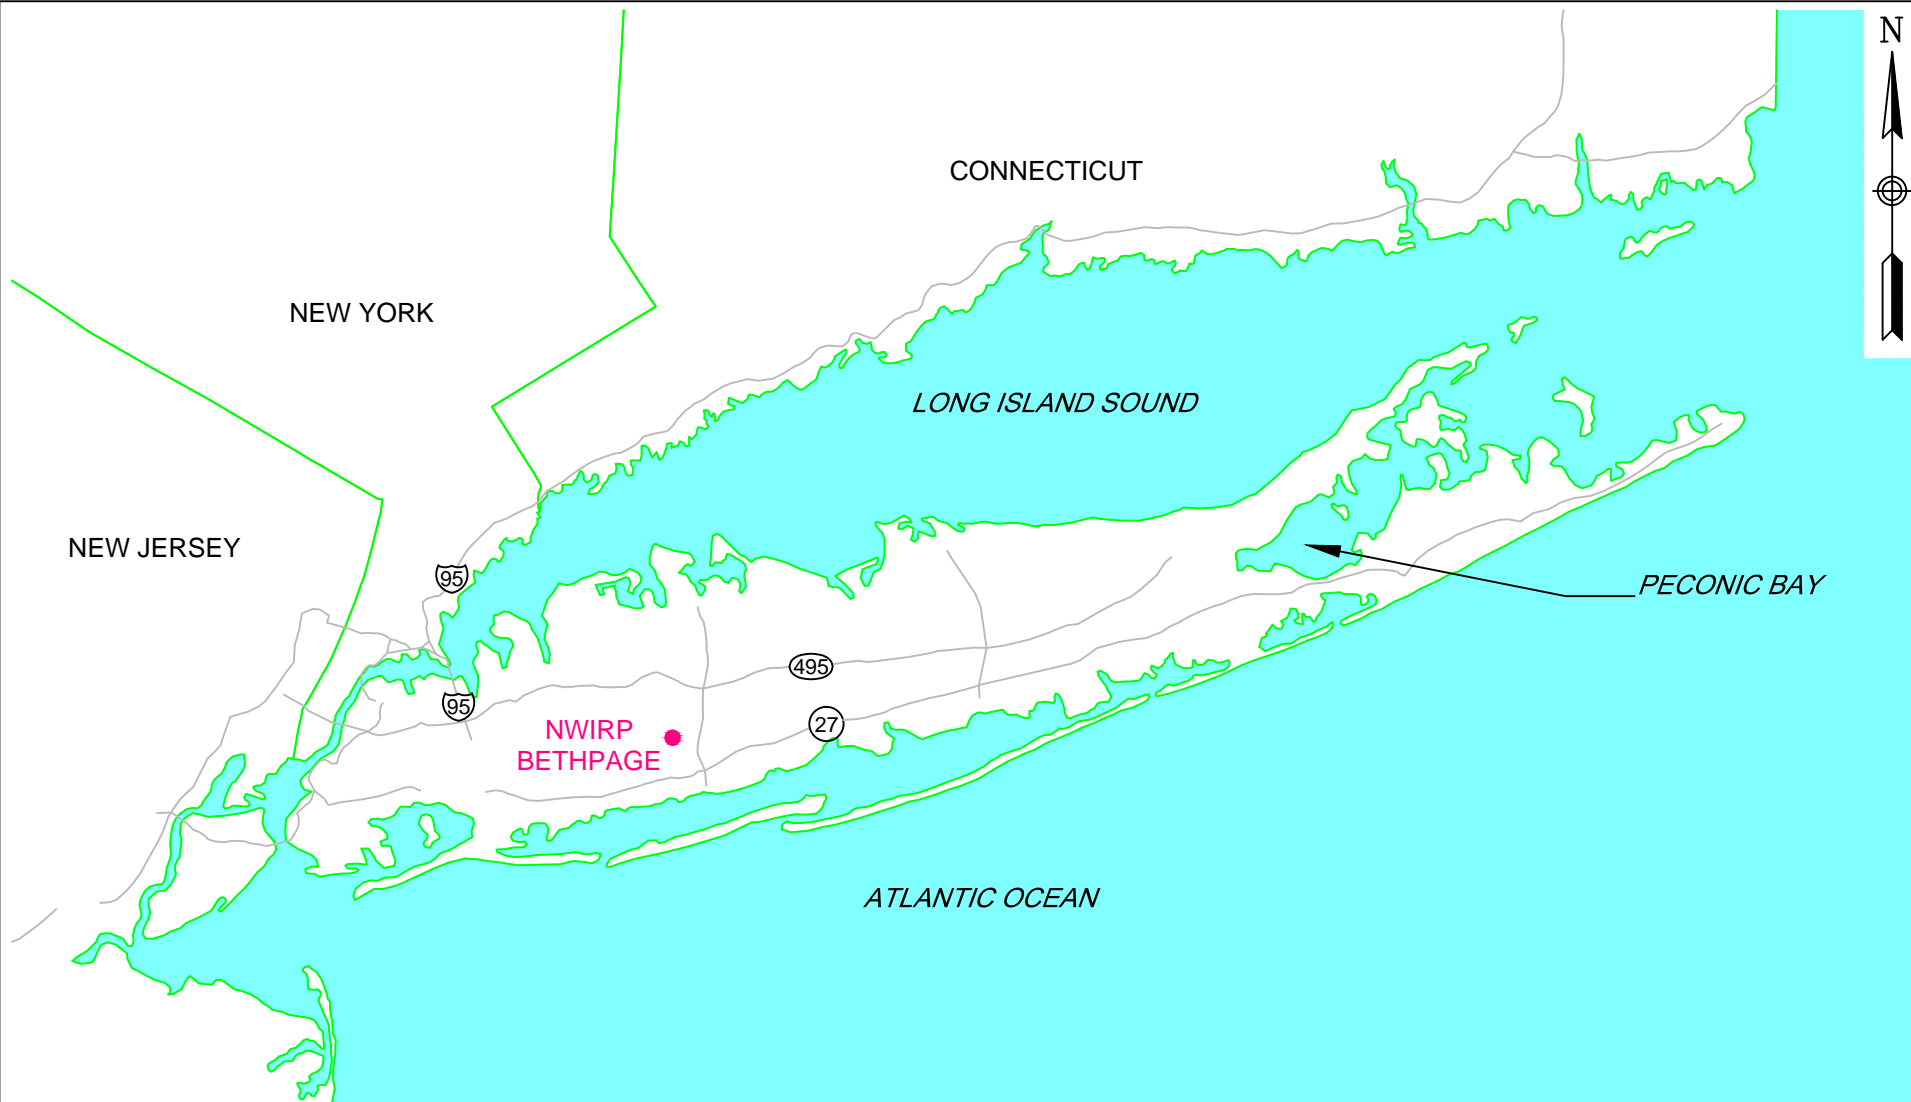 N
CONNECTICUT
NEW YORK
LONG ISLAND SOUND
NEW JERSEY
95
PECONIC BAY
495
95
27
NWIRP
BETHPAGE
ATLANTIC OCEAN